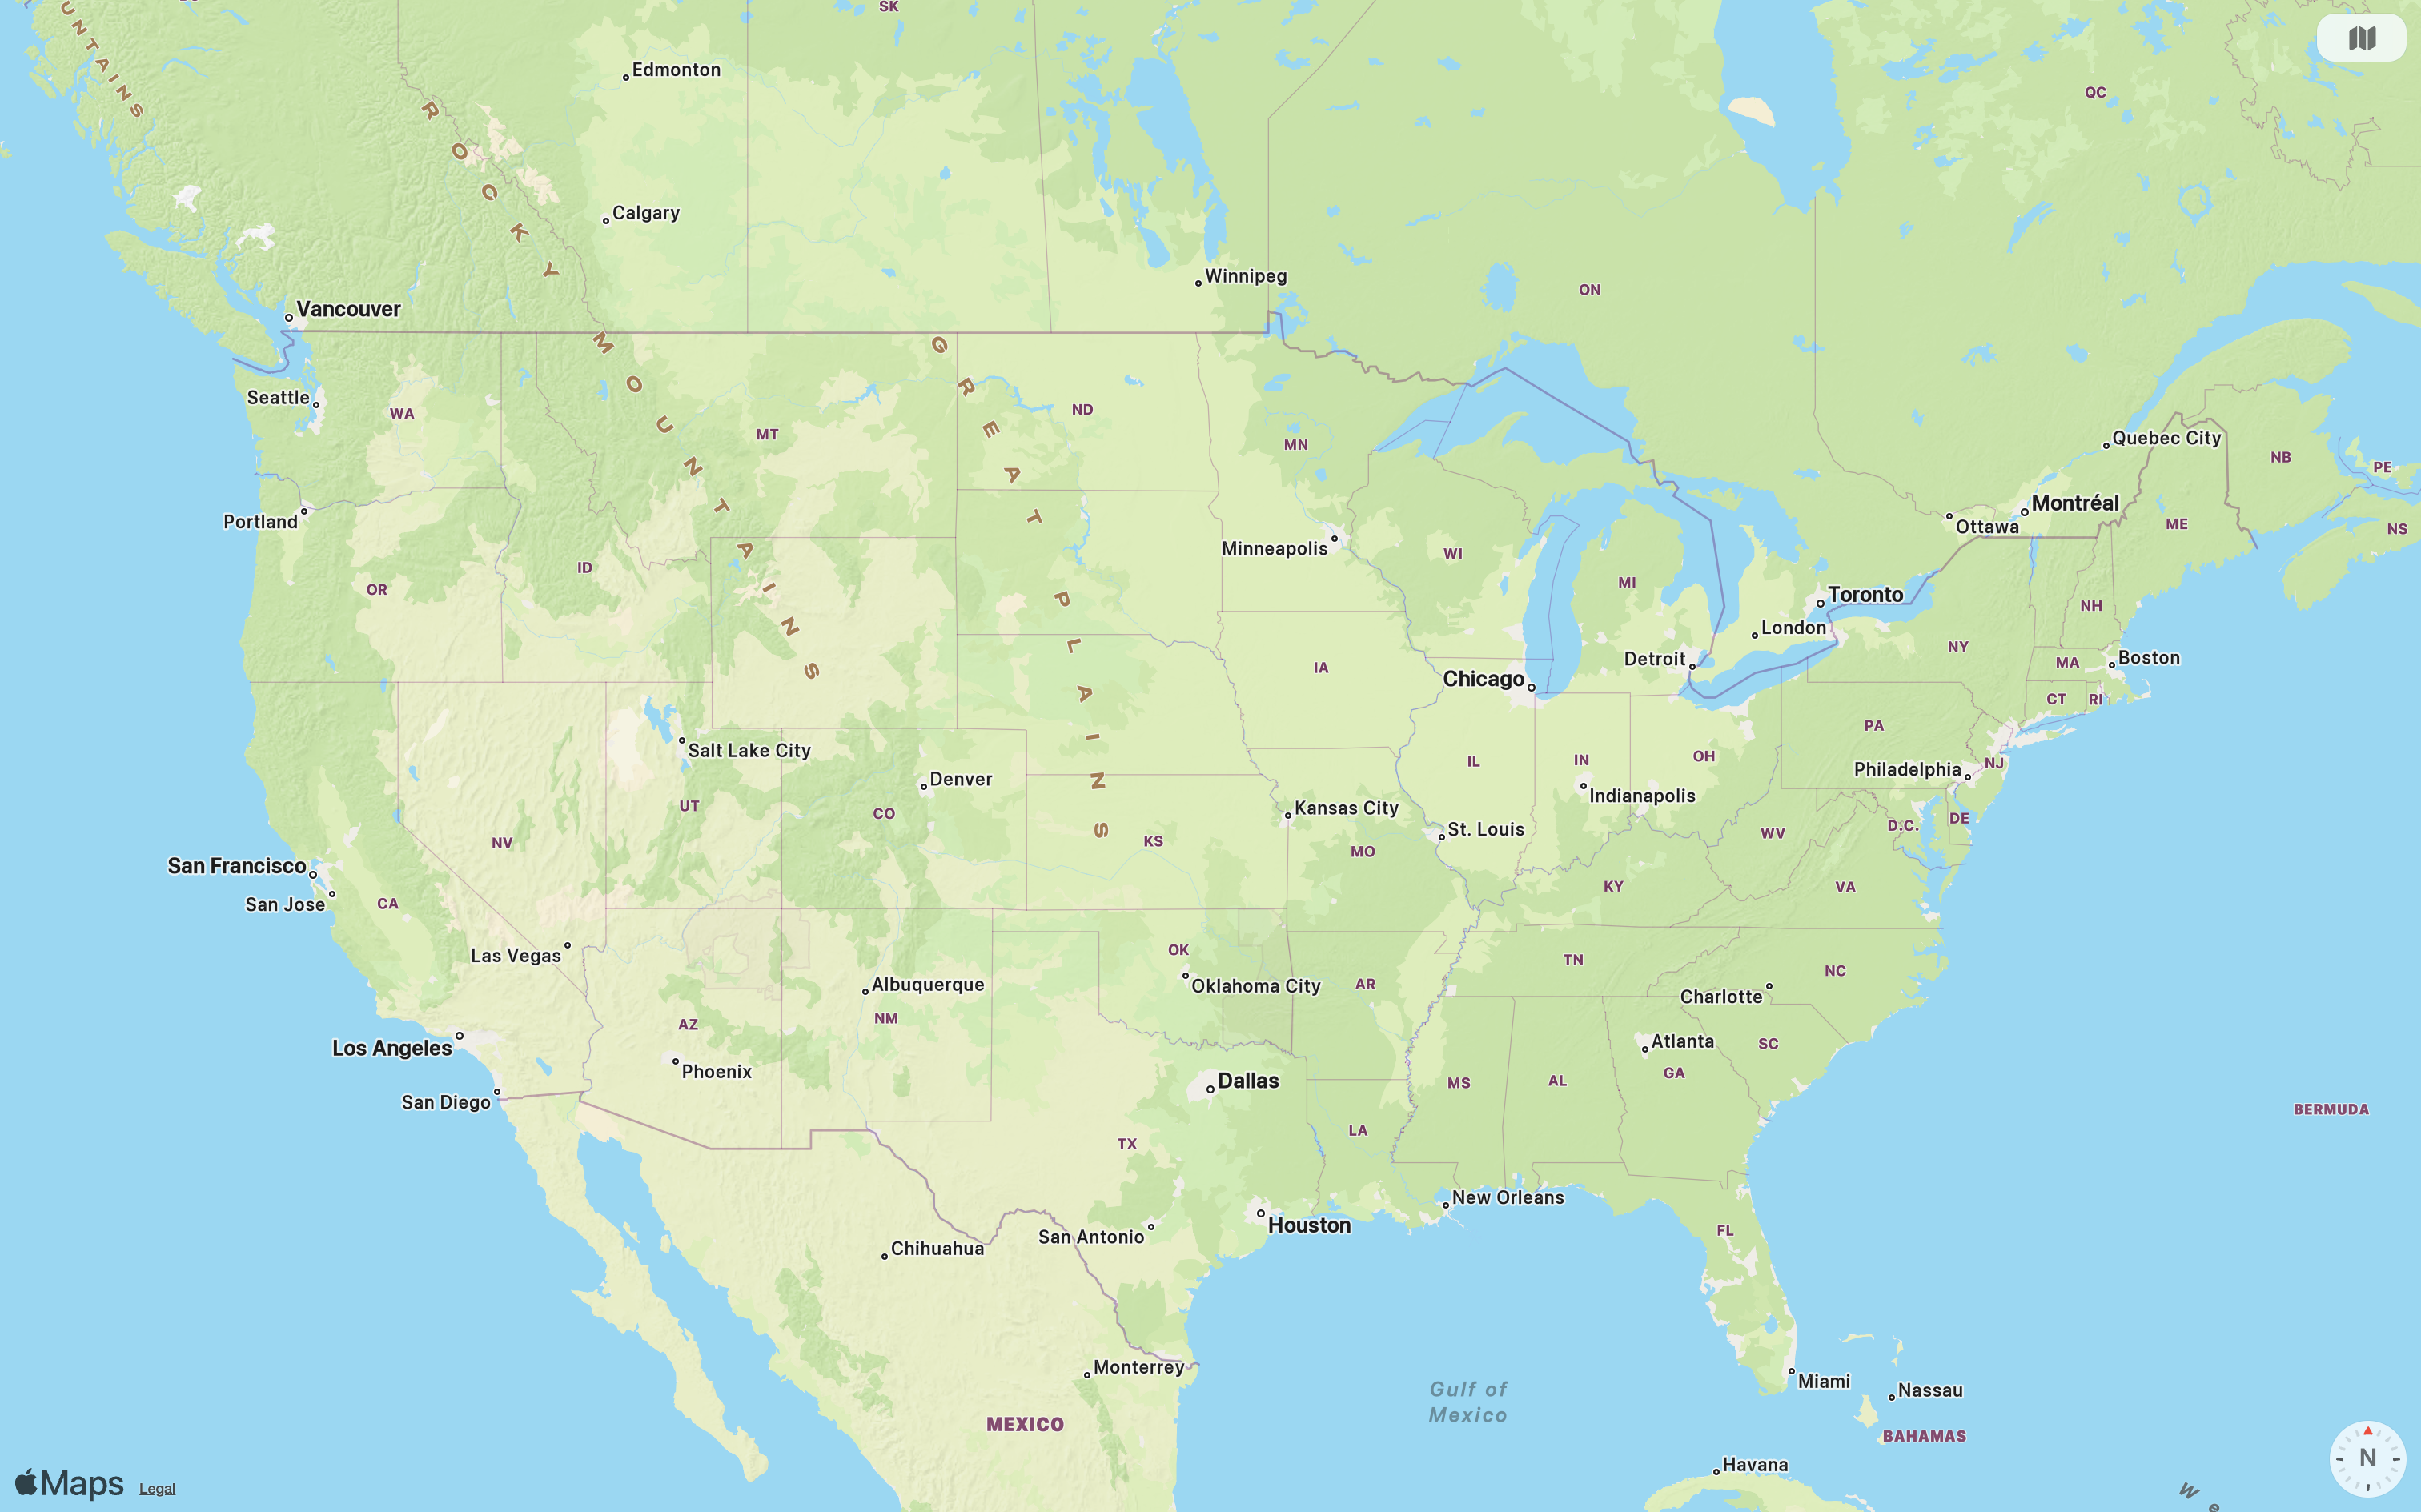 SK
UNTAINS
Edmonton
QC
ROCKY MOUNTAINS
Calgary
Winnipeg
ON
Vancouver
GREAT PLAINS
Seattle
WA
MT
ND
MN
Quebec City
NB
PE
Portland
Montréal
Ottawa
ME
NS
Minneapolis
WI
OR
ID
MI
Toronto
NH
London
NY
Detroit
IA
MA
Boston
Chicago
CT
RI
PA
Salt Lake City
Denver
IL
IN
OH
NJ
Philadelphia
UT
CO
Kansas City
Indianapolis
NV
KS
St. Louis
MO
WV
D.C.
DE
San Francisco
San Jose
CA
KY
VA
Las Vegas
OK
TN
NC
Albuquerque
Oklahoma City
AR
Charlotte
NM
AZ
Los Angeles
Phoenix
Atlanta
SC
GA
San Diego
Dallas
MS
AL
BERMUDA
TX
LA
New Orleans
Houston
San Antonio
Chihuahua
FL
Monterrey
Gulf of
Mexico
Miami
Nassau
MEXICO
BAHAMAS
Havana
N
Maps
Legal
W e